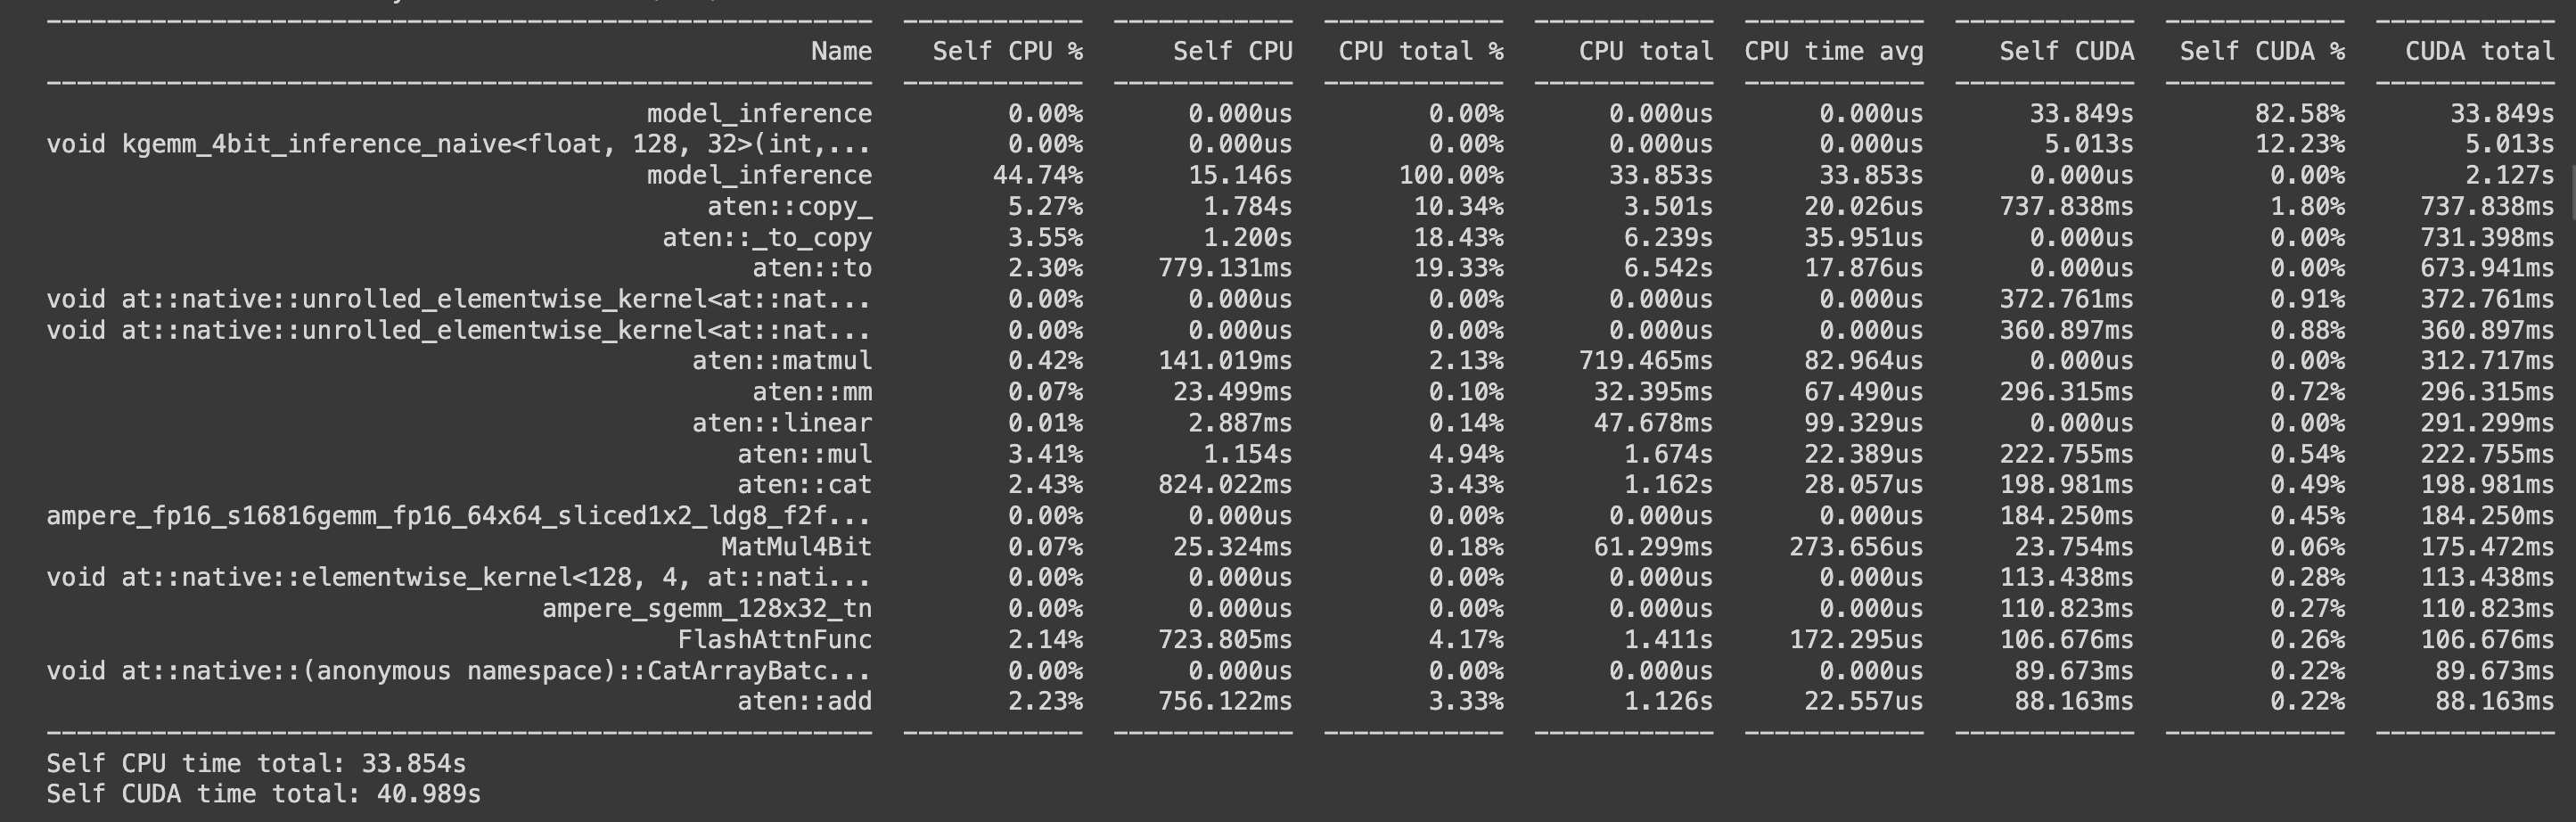 Name Self CPU % Self CPU CPU total % CPU total CPU time avg Self CUDA Self CUDA % CUDA total
model_inference 0.00% 0.000us 0.00% 0.000us 0.000us 33.849s 82.58% 33.849s
void kgemm_4bit_inference_naive<float, 128, 32>(int,... 0.00% 0.000us 0.00% 0.000us 0.000us 5.013s 12.23% 5.013s
model_inference 44.74% 15.146s 100.00% 33.853s 33.853s 0.000us 0.00% 2.127s
aten::copy_ 5.27% 1.784s 10.34% 3.501s 20.026us 737.838ms 1.80% 737.838ms
aten::_to_copy 3.55% 1.200s 18.43% 6.239s 35.951us 0.000us 0.00% 731.398ms
aten::to 2.30% 779.131ms 19.33% 6.542s 17.876us 0.000us 0.00% 673.941ms
void at::native::unrolled_elementwise_kernel<at::nat... 0.00% 0.000us 0.00% 0.000us 0.000us 372.761ms 0.91% 372.761ms
void at::native::unrolled_elementwise_kernel<at::nat... 0.00% 0.000us 0.00% 0.000us 0.000us 360.897ms 0.88% 360.897ms
aten::matmul 0.42% 141.019ms 2.13% 719.465ms 82.964us 0.000us 0.00% 312.717ms
aten::mm 0.07% 23.499ms 0.10% 32.395ms 67.490us 296.315ms 0.72% 296.315ms
aten::linear 0.01% 2.887ms 0.14% 47.678ms 99.329us 0.000us 0.00% 291.299ms
aten::mul 3.41% 1.154s 4.94% 1.674s 22.389us 222.755ms 0.54% 222.755ms
aten::cat 2.43% 824.022ms 3.43% 1.162s 28.057us 198.981ms 0.49% 198.981ms
ampere_fp16_s16816gemm_fp16_64x64_sliced1x2_ldg8_f2f... 0.00% 0.000us 0.00% 0.000us 0.000us 184.250ms 0.45% 184.250ms
MatMul4Bit 0.07% 25.324ms 0.18% 61.299ms 273.656us 23.754ms 0.06% 175.472ms
void at::native::elementwise_kernel<128, 4, at::nati... 0.00% 0.000us 0.00% 0.000us 0.000us 113.438ms 0.28% 113.438ms
ampere_sgemm_128x32_tn 0.00% 0.000us 0.00% 0.000us 0.000us 110.823ms 0.27% 110.823ms
FlashAttnFunc 2.14% 723.805ms 4.17% 1.411s 172.295us 106.676ms 0.26% 106.676ms
void at::native::(anonymous namespace)::CatArrayBatc... 0.00% 0.000us 0.00% 0.000us 0.000us 89.673ms 0.22% 89.673ms
aten::add 2.23% 756.122ms 3.33% 1.126s 22.557us 88.163ms 0.22% 88.163ms
Self CPU time total: 33.854s
Self CUDA time total: 40.989s